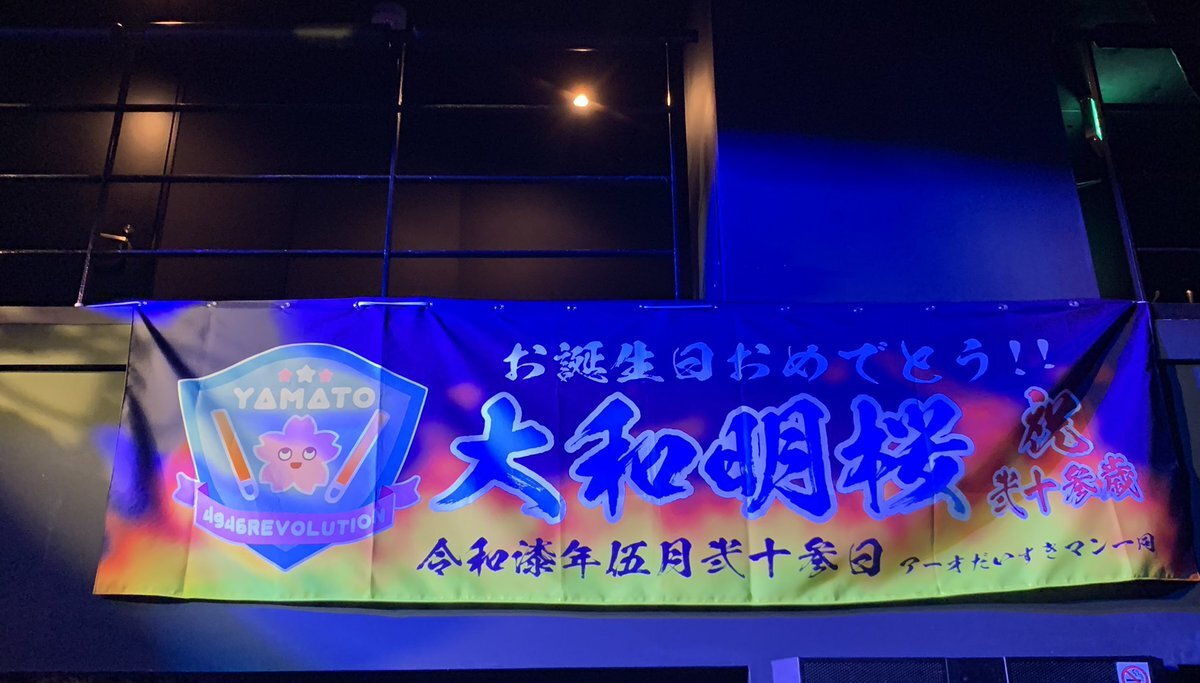 お誕生日おめでとう!!
YAMATO
大和明桜
祝
弐十参歳
4946REVOLUTION
令和漆年伍月弐十参日
アーオだいすきマン一同